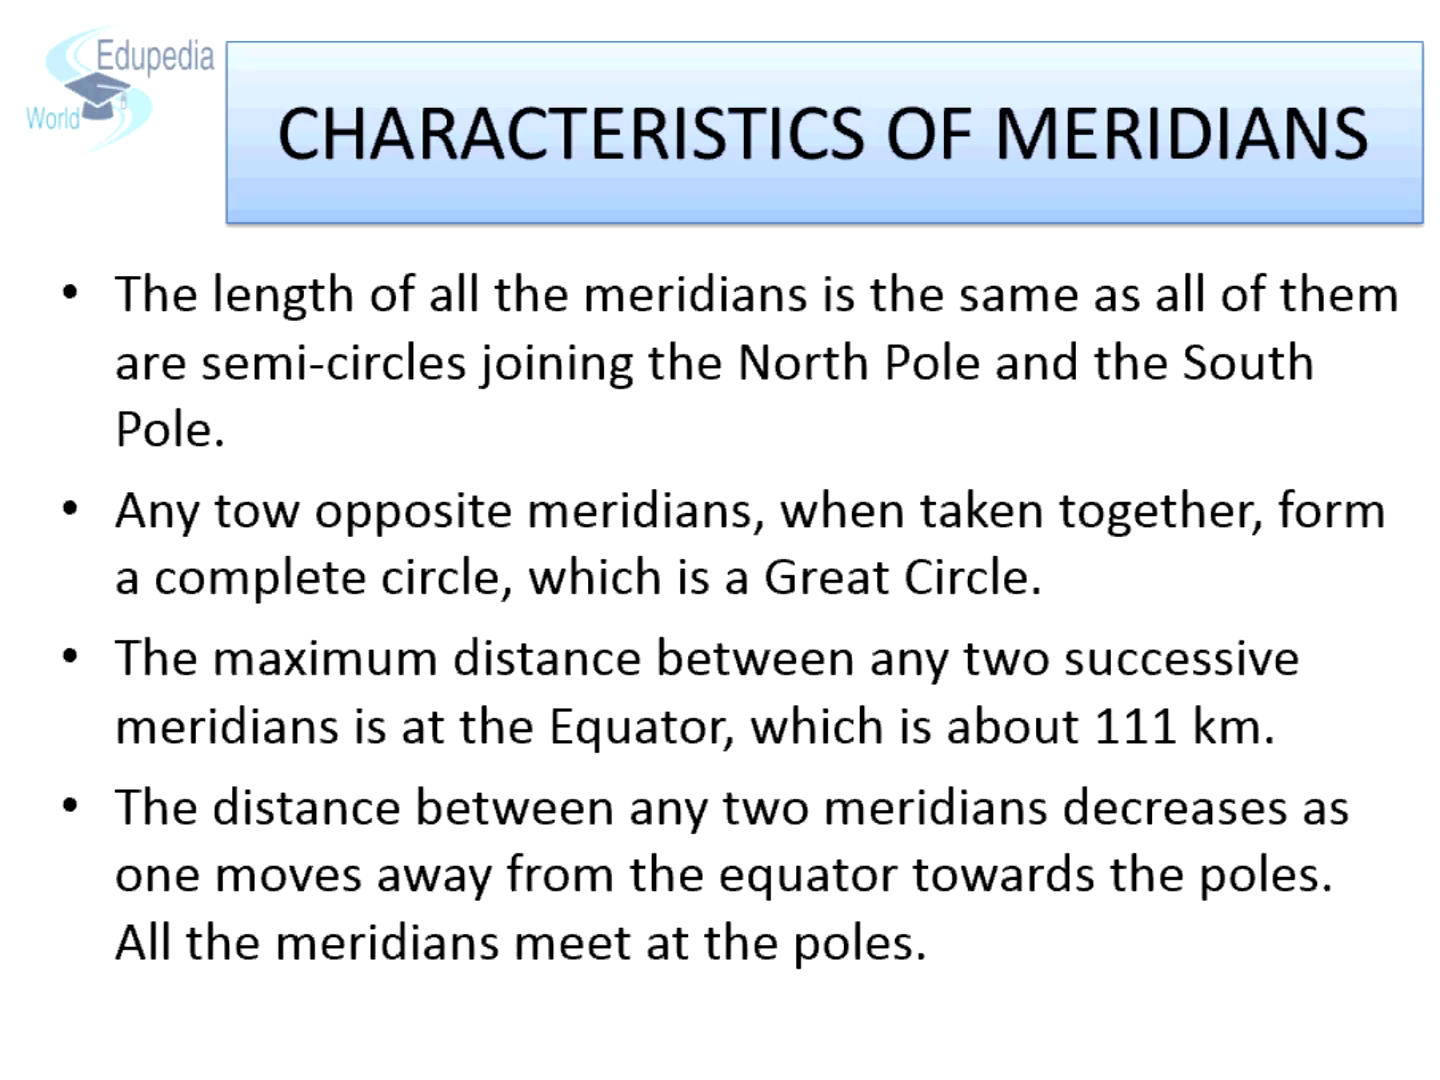 Edupedia
World
CHARACTERISTICS OF MERIDIANS
• The length of all the meridians is the same as all of them
are semi-circles joining the North Pole and the South
Pole.
• Any tow opposite meridians, when taken together, form
a complete circle, which is a Great Circle.
• The maximum distance between any two successive
meridians is at the Equator, which is about 111 km.
• The distance between any two meridians decreases as
one moves away from the equator towards the poles.
All the meridians meet at the poles.